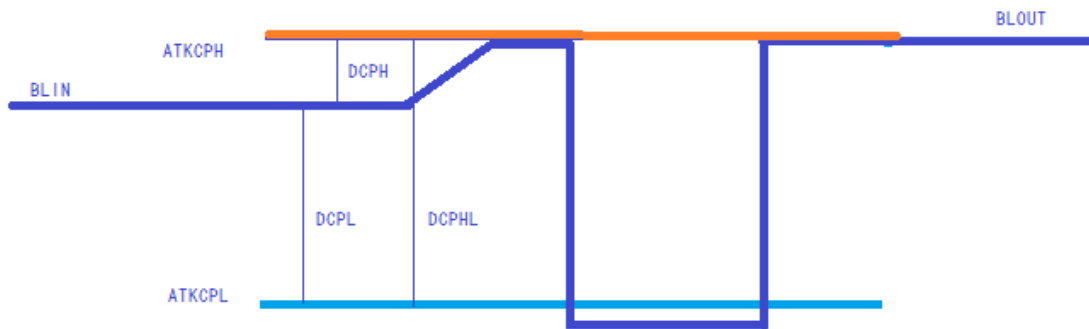 BLOUT
ATKCPH
DCPH
BLIN
DCPL
DCPHL
ATKCPL